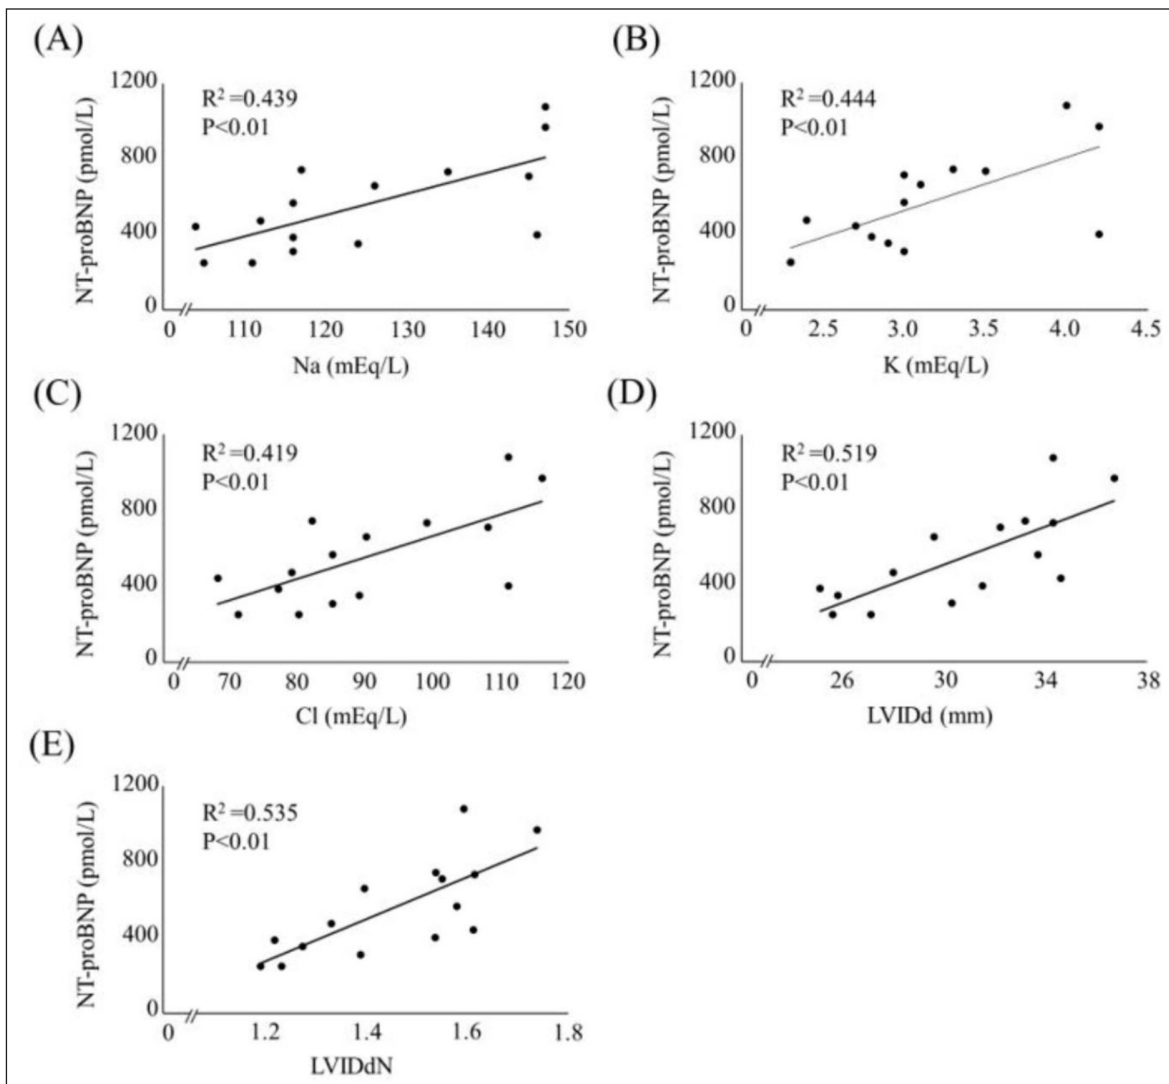 (A)
NT-proBNP (pmol/L)
1200
800
400
0
R² =0.439
P<0.01
0 110 120 130 140 150
Na (mEq/L)
(B)
NT-proBNP (pmol/L)
1200
800
400
0
R² =0.444
P<0.01
0 2.5 3.0 3.5 4.0 4.5
K (mEq/L)
(C)
NT-proBNP (pmol/L)
1200
800
400
0
R² =0.419
P<0.01
0 70 80 90 100 110 120
Cl (mEq/L)
(D)
NT-proBNP (pmol/L)
1200
800
400
0
R² =0.519
P<0.01
0 26 30 34 38
LVIDd (mm)
(E)
NT-proBNP (pmol/L)
1200
800
400
0
R² =0.535
P<0.01
0 1.2 1.4 1.6 1.8
LVIDdN